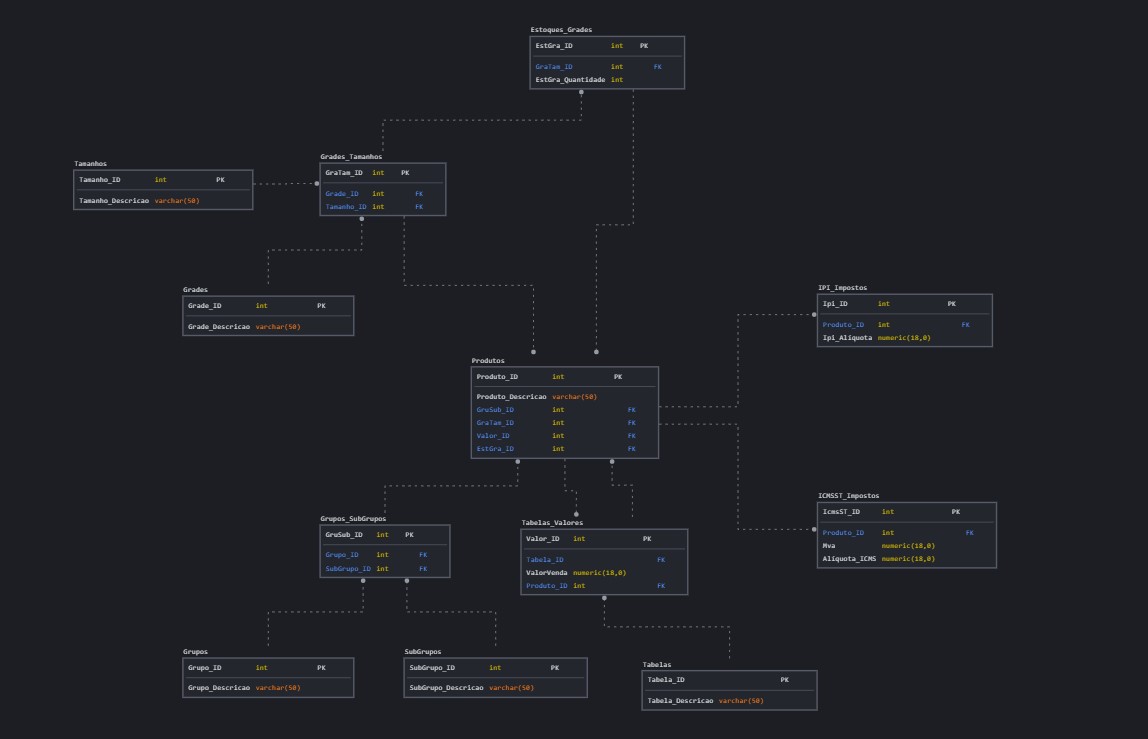 Estoques_Grades
EstGra_ID int PK
GraTam_ID int FK
EstGra_Quantidade int
Tamanhos
Tamanho_ID int PK
Tamanho_Descricao varchar(50)
Grades_Tamanhos
GraTam_ID int PK
Grade_ID int FK
Tamanho_ID int FK
Grades
Grade_ID int PK
Grade_Descricao varchar(50)
IPI_Impostos
Ipi_ID int PK
Produto_ID int FK
Ipi_Aliquota numeric(18,0)
Produtos
Produto_ID int PK
Produto_Descricao varchar(50)
GruSub_ID int FK
GraTam_ID int FK
Valor_ID int FK
EstGra_ID int FK
ICMSST_Impostos
IcmsST_ID int PK
Produto_ID int FK
Mva numeric(18,0)
Aliquota_ICMS numeric(18,0)
Grupos_SubGrupos
GruSub_ID int PK
Grupo_ID int FK
SubGrupo_ID int FK
Tabelas_Valores
Valor_ID int PK
Tabela_ID FK
ValorVenda numeric(18,0)
Produto_ID int FK
Grupos
Grupo_ID int PK
Grupo_Descricao varchar(50)
SubGrupos
SubGrupo_ID int PK
SubGrupo_Descricao varchar(50)
Tabelas
Tabela_ID PK
Tabela_Descricao varchar(50)